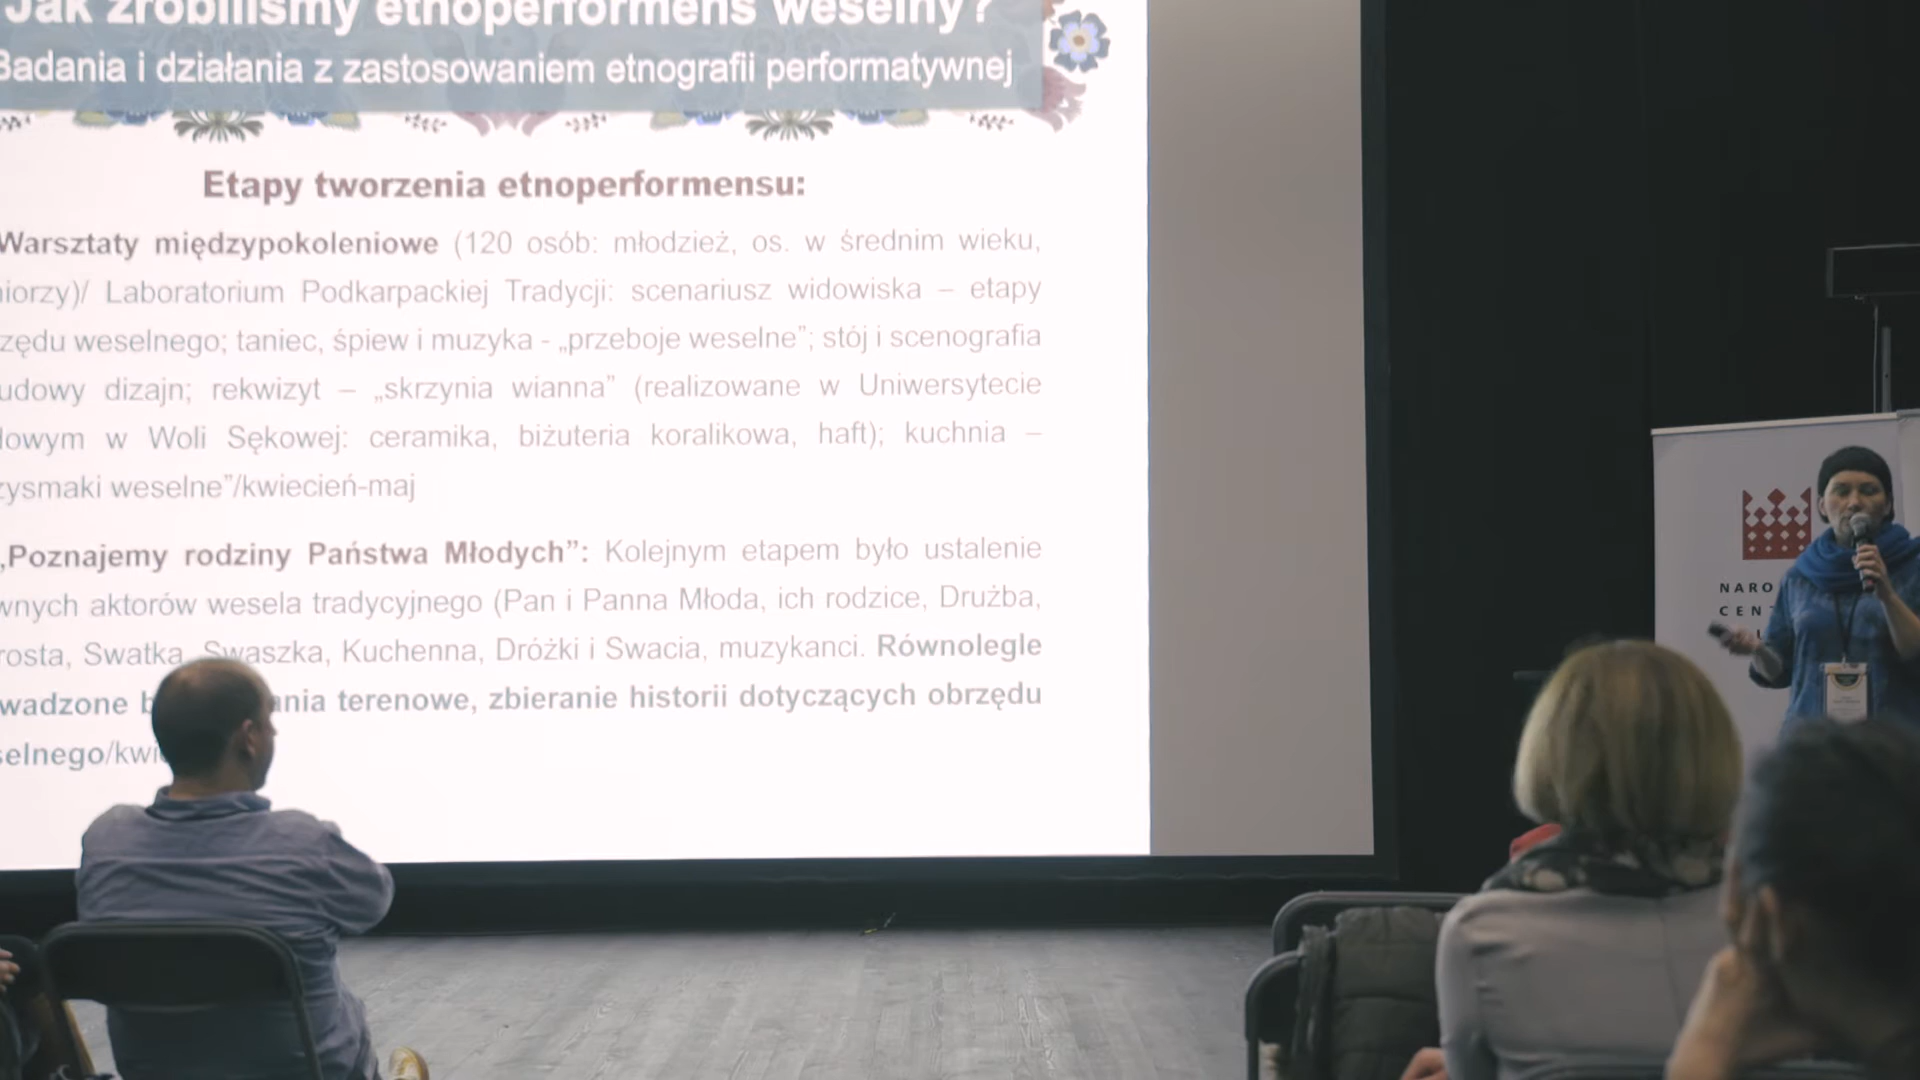 Jak zrobiliśmy etnoperformens weselny?
Badania i działania z zastosowaniem etnografii performatywnej
Etapy tworzenia etnoperformensu:
Warsztaty międzypokoleniowe (120 osób: młodzież, os. w średnim wieku,
niorzy)/ Laboratorium Podkarpackiej Tradycji: scenariusz widowiska – etapy
zędu weselnego; taniec, śpiew i muzyka - „przeboje weselne”; stój i scenografia
udowy dizajn; rekwizyt – „skrzynia wianna” (realizowane w Uniwersytecie
lowym w Woli Sękowej: ceramika, biżuteria koralikowa, haft); kuchnia –
zysmaki weselne”/kwiecień-maj
„Poznajemy rodziny Państwa Młodych”: Kolejnym etapem było ustalenie
wnych aktorów wesela tradycyjnego (Pan i Panna Młoda, ich rodzice, Drużba,
rosta, Swatka, Swaszka, Kuchenna, Dróżki i Swacia, muzykanci. Równolegle
wadzone b ania terenowe, zbieranie historii dotyczących obrzędu
selnego/kwi
NARO
CEN